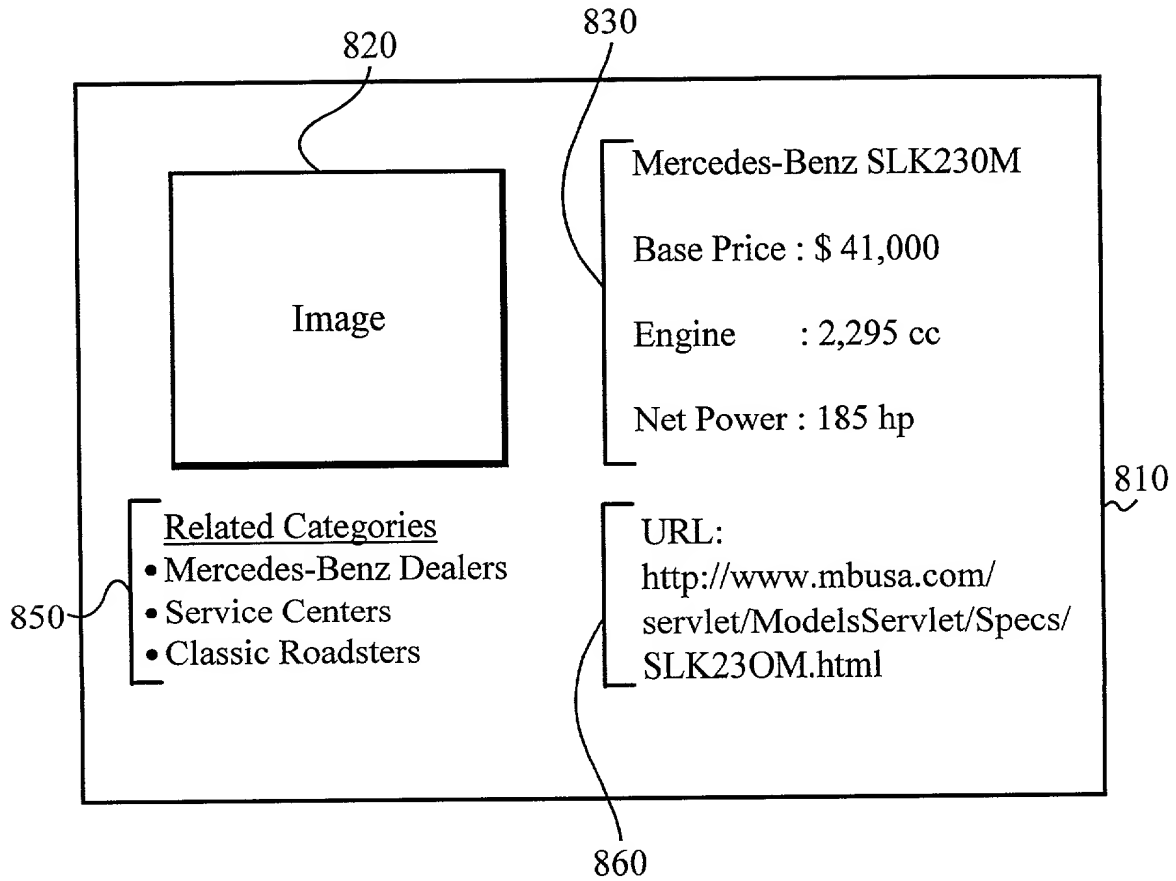 820
830
Image
Mercedes-Benz SLK230M
Base Price : $ 41,000
Engine : 2,295 cc
Net Power : 185 hp
810
850
Related Categories
• Mercedes-Benz Dealers
• Service Centers
• Classic Roadsters
URL:
http://www.mbusa.com/
servlet/ModelsServlet/Specs/
SLK23OM.html
860